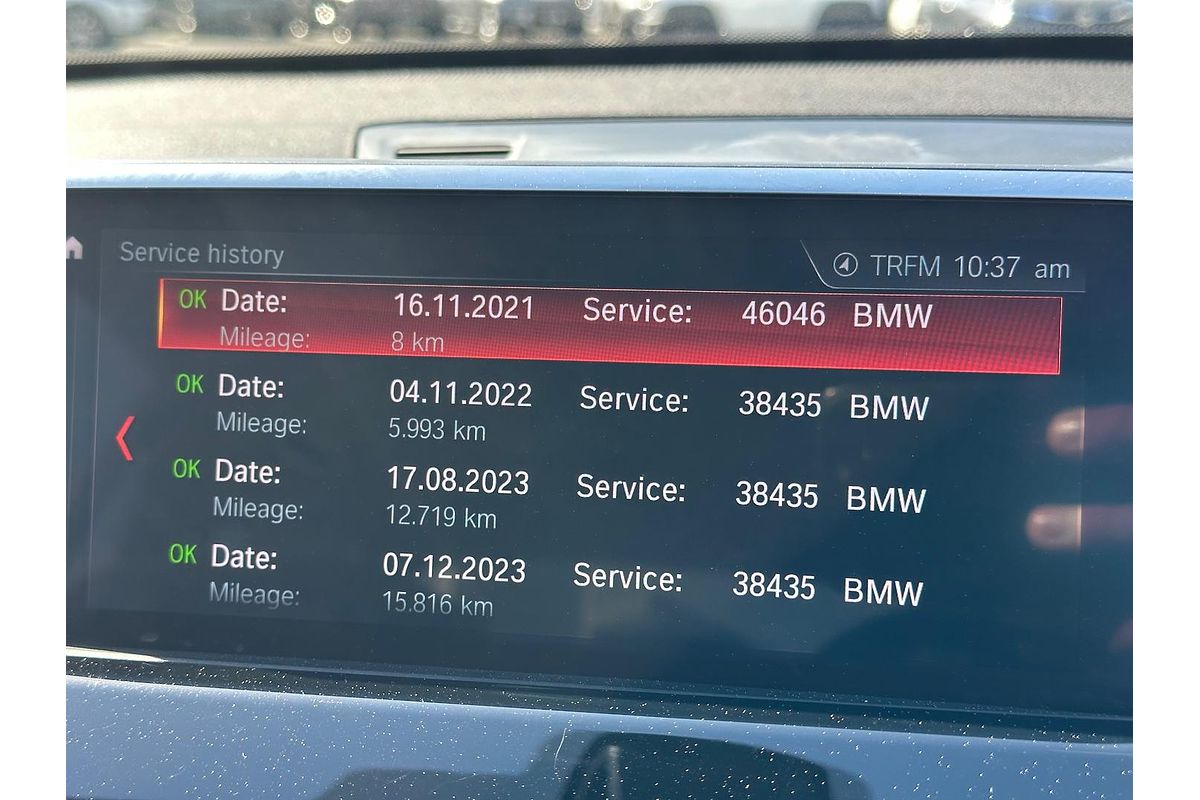 Service history
TRFM 10:37 am
OK Date: 16.11.2021 Service: 46046 BMW
Mileage: 8 km
OK Date: 04.11.2022 Service: 38435 BMW
Mileage: 5.993 km
OK Date: 17.08.2023 Service: 38435 BMW
Mileage: 12.719 km
OK Date: 07.12.2023 Service: 38435 BMW
Mileage: 15.816 km